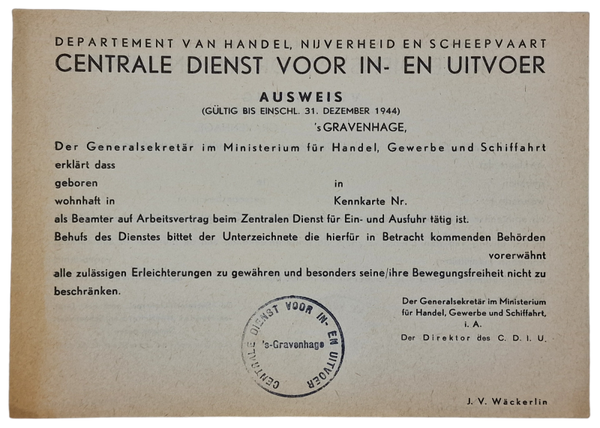 DEPARTEMENT VAN HANDEL, NIJVERHEID EN SCHEEPVAART
CENTRALE DIENST VOOR IN- EN UITVOER
AUSWEIS
(GÜLTIG BIS EINSCHL. 31. DEZEMBER 1944)
'sGRAVENHAGE,
Der Generalsekretär im Ministerium für Handel, Gewerbe und Schiffahrt
erklärt dass
geboren in
wohnhaft in Kennkarte Nr.
als Beamter auf Arbeitsvertrag beim Zentralen Dienst für Ein- und Ausfuhr tätig ist.
Behufs des Dienstes bittet der Unterzeichnete die hierfür in Betracht kommenden Behörden
vorerwähnt
alle zulässigen Erleichterungen zu gewähren und besonders seine/ihre Bewegungsfreiheit nicht zu
beschränken.
Der Generalsekretär im Ministerium
für Handel, Gewerbe und Schiffahrt,
i. A.
Der Direktor des C. D. I. U.
CENTRALE DIENST VOOR IN- EN UITVOER
's-Gravenhage
J. V. Wäckerlin